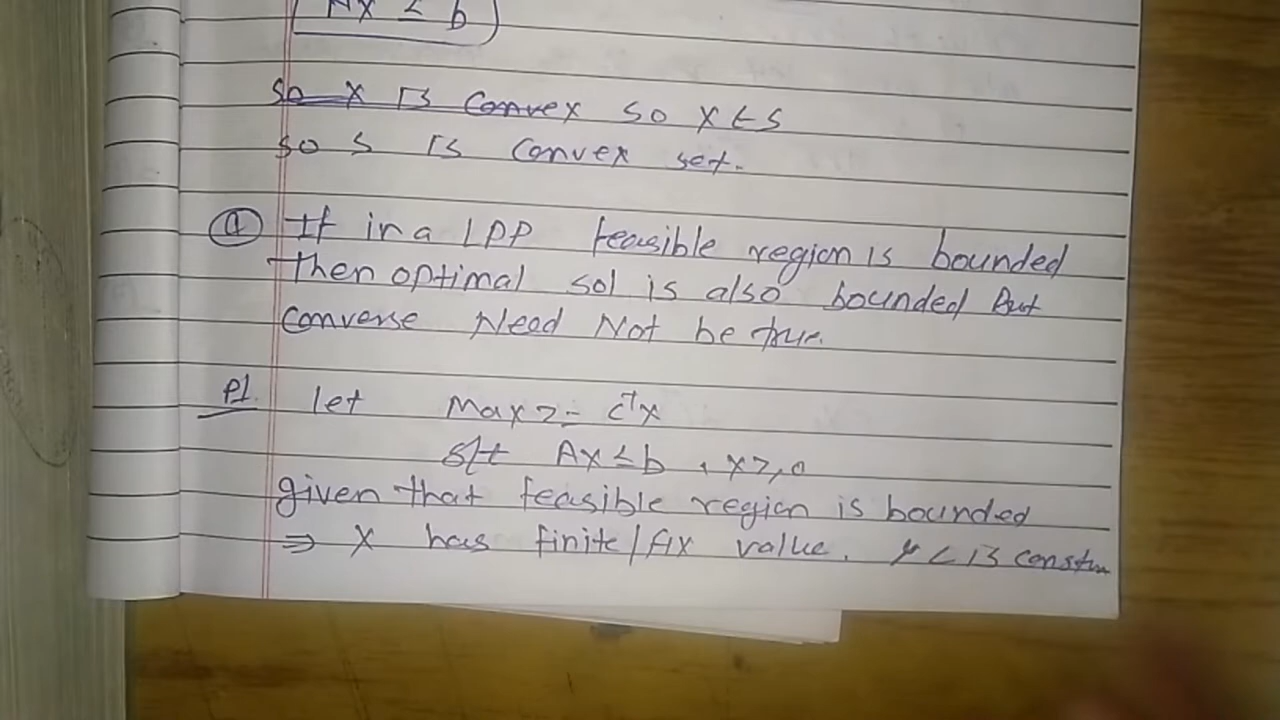 Ax ≤ b
so x is convex so x ∈ S
so S is convex set.
Q If in a LPP feasible region is bounded
then optimal sol is also bounded But
converse Need Not be true.
Pf. let Max z = cᵀx
s/t Ax ≤ b , x ≥ 0
given that feasible region is bounded
⇒ X has finite/fix value. & C is constn